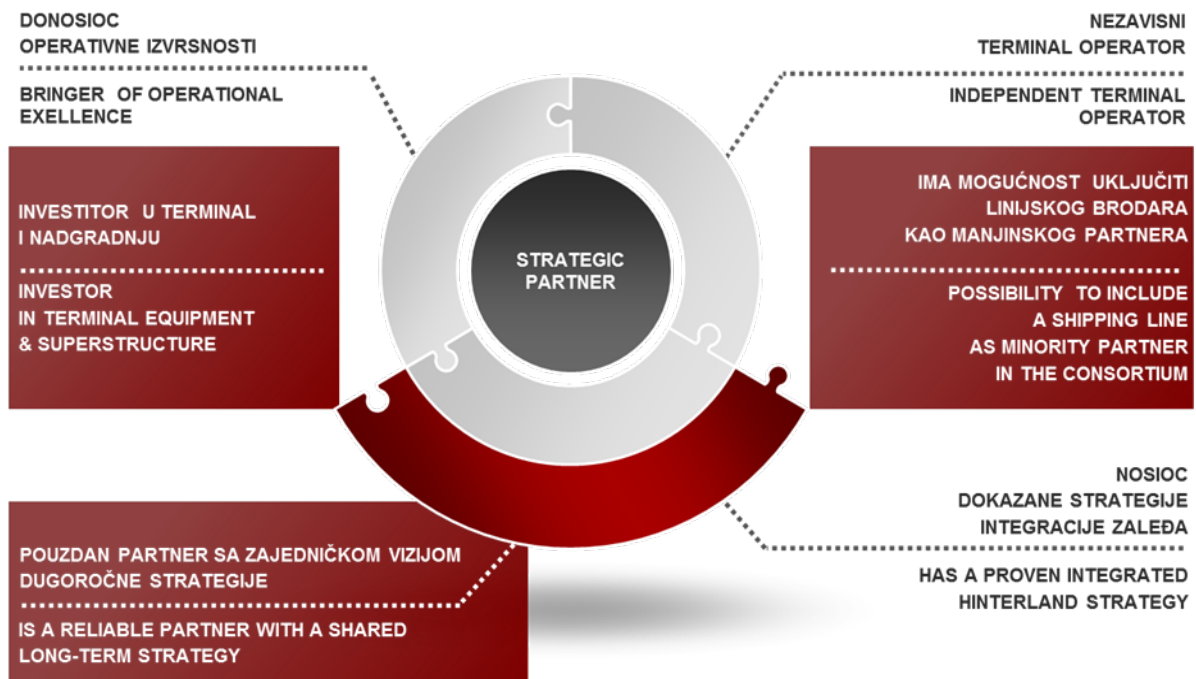 DONOSIOC
OPERATIVNE IZVRSNOSTI
BRINGER OF OPERATIONAL
EXELLENCE
NEZAVISNI
TERMINAL OPERATOR
INDEPENDENT TERMINAL
OPERATOR
INVESTITOR U TERMINAL
I NADGRADNJU
INVESTOR
IN TERMINAL EQUIPMENT
& SUPERSTRUCTURE
STRATEGIC
PARTNER
IMA MOGUĆNOST UKLJUČITI
LINIJSKOG BRODARA
KAO MANJINSKOG PARTNERA
POSSIBILITY TO INCLUDE
A SHIPPING LINE
AS MINORITY PARTNER
IN THE CONSORTIUM
POUZDAN PARTNER SA ZAJEDNIČKOM VIZIJOM
DUGOROČNE STRATEGIJE
IS A RELIABLE PARTNER WITH A SHARED
LONG-TERM STRATEGY
NOSIOC
DOKAZANE STRATEGIJE
INTEGRACIJE ZALEĐA
HAS A PROVEN INTEGRATED
HINTERLAND STRATEGY